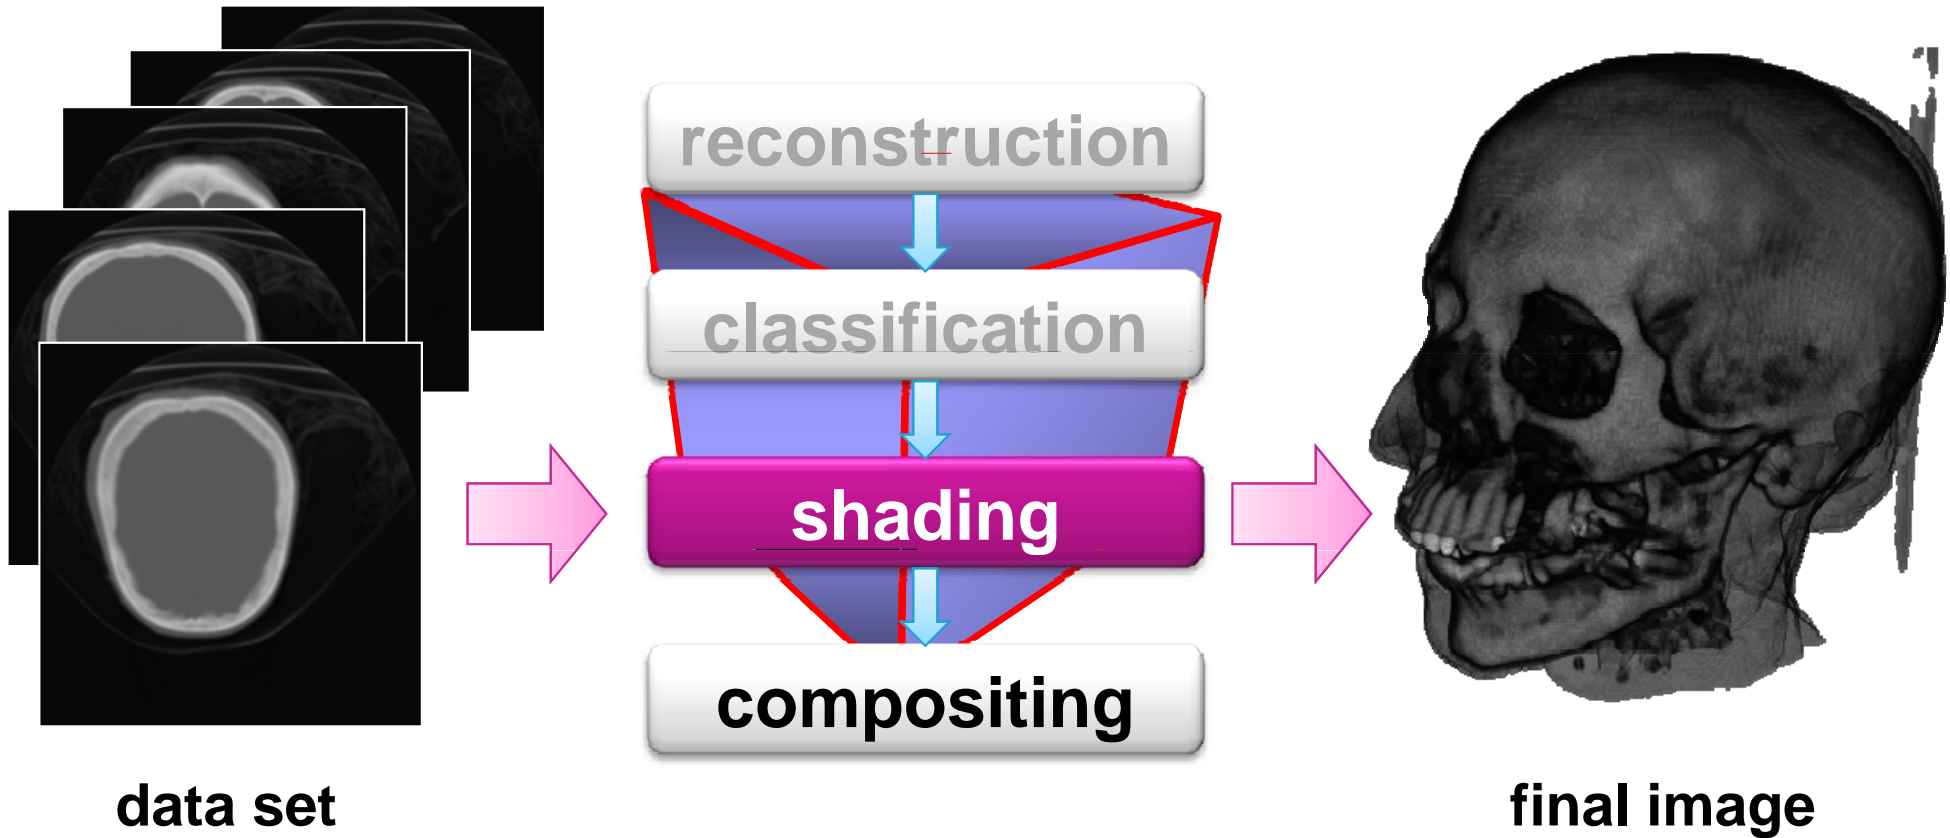 reconstruction
classification
shading
compositing
data set
final image